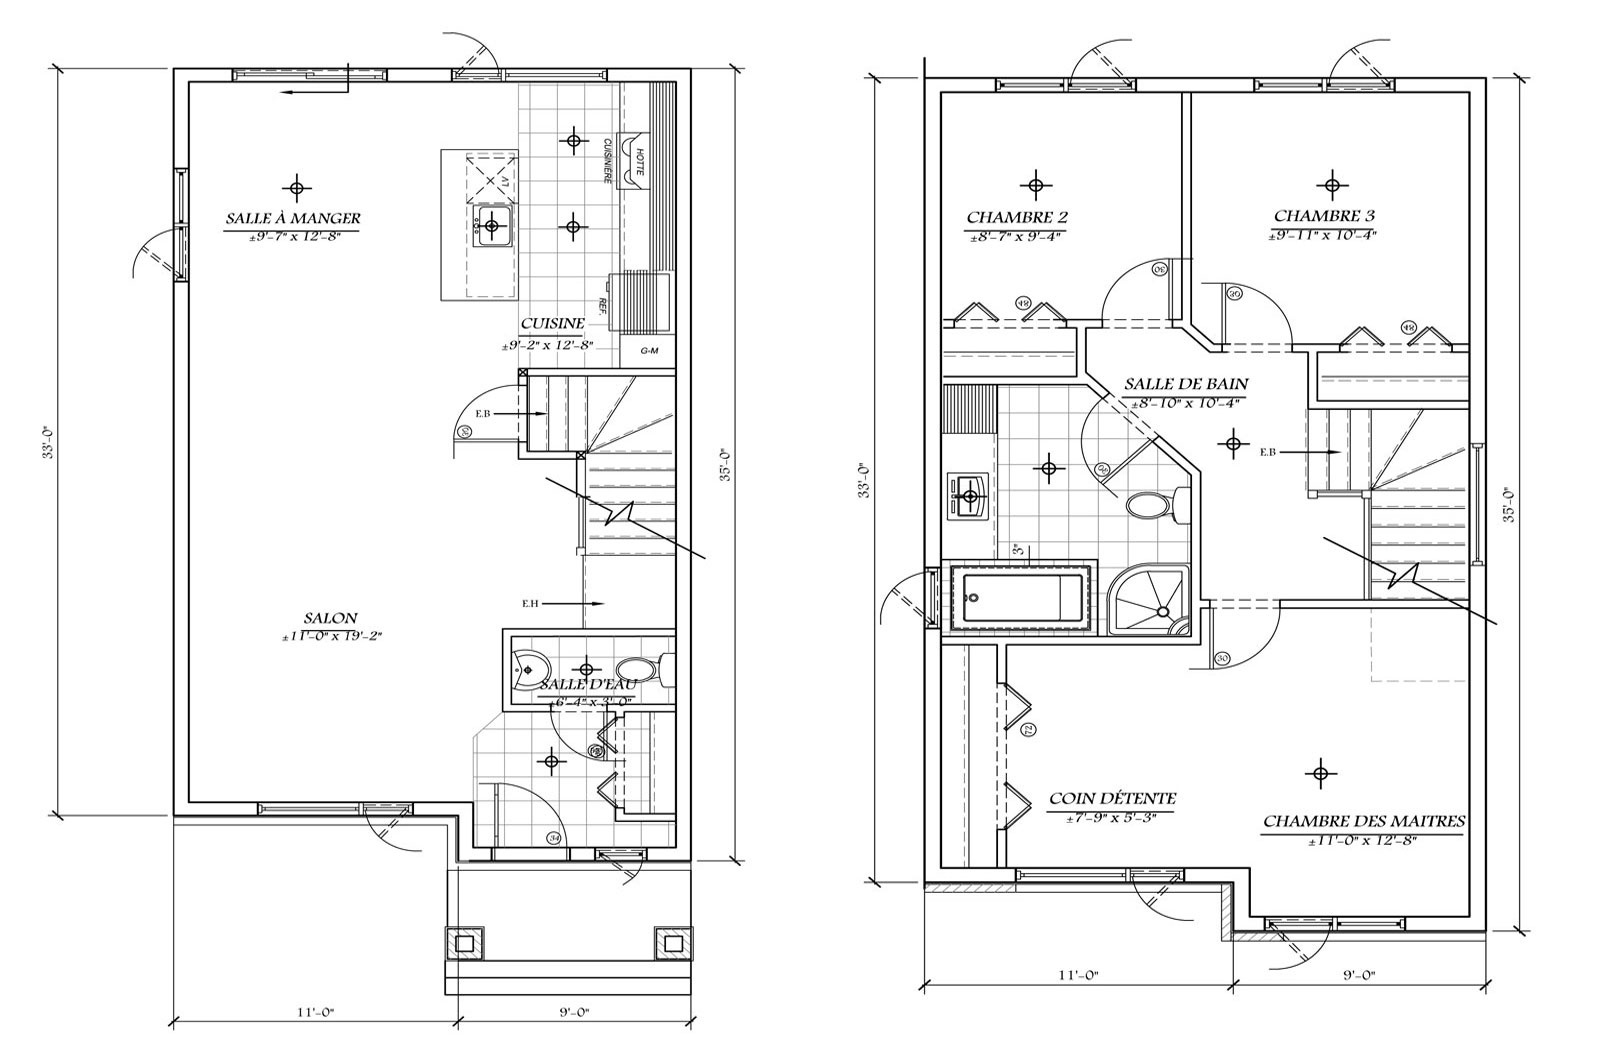 SALLE À MANGER
±9'-7" x 12'-8"
CUISINIÈRE
HOTTE
LV
RÉF.
CUISINE
±9'-2" x 12'-8"
G-M
E.B
30
33'-0"
35'-0"
E.H
SALON
±11'-0" x 19'-2"
SALLE D'EAU
±6'-4" x 3'-0"
34
11'-0"
9'-0"
CHAMBRE 2
±8'-7" x 9'-4"
CHAMBRE 3
±9'-11" x 10'-4"
30
30
48
48
SALLE DE BAIN
±8'-10" x 10'-4"
E.B
30
33'-0"
35'-0"
3"
30
72
COIN DÉTENTE
±7'-9" x 5'-3"
CHAMBRE DES MAITRES
±11'-0" x 12'-8"
11'-0"
9'-0"